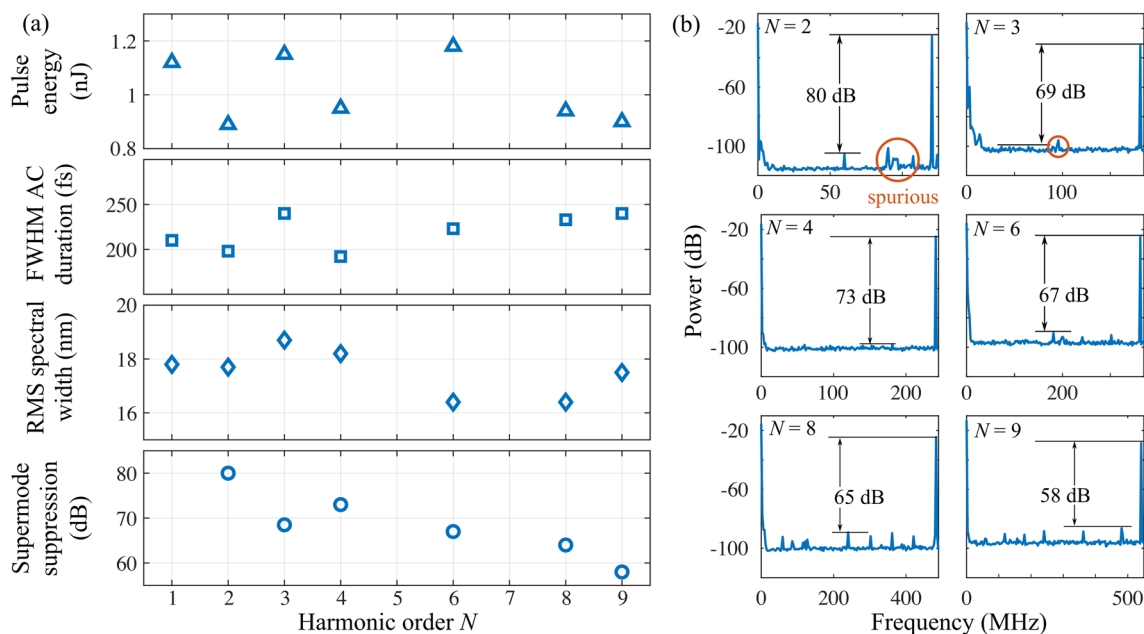 (a)
Pulse
energy
(nJ)
1.2
1
0.8
FWHM AC
duration (fs)
250
200
RMS spectral
width (nm)
18
16
Supermode
suppression
(dB)
80
70
60
1 2 3 4 5 6 7 8 9
Harmonic order N
(b)
Power (dB)
N = 2
-20
-60
-100
80 dB
spurious
0 50
N = 3
69 dB
0 100
N = 4
-20
-60
-100
73 dB
0 100 200
N = 6
67 dB
0 200
N = 8
-20
-60
-100
65 dB
0 200 400
N = 9
58 dB
0 500
Frequency (MHz)